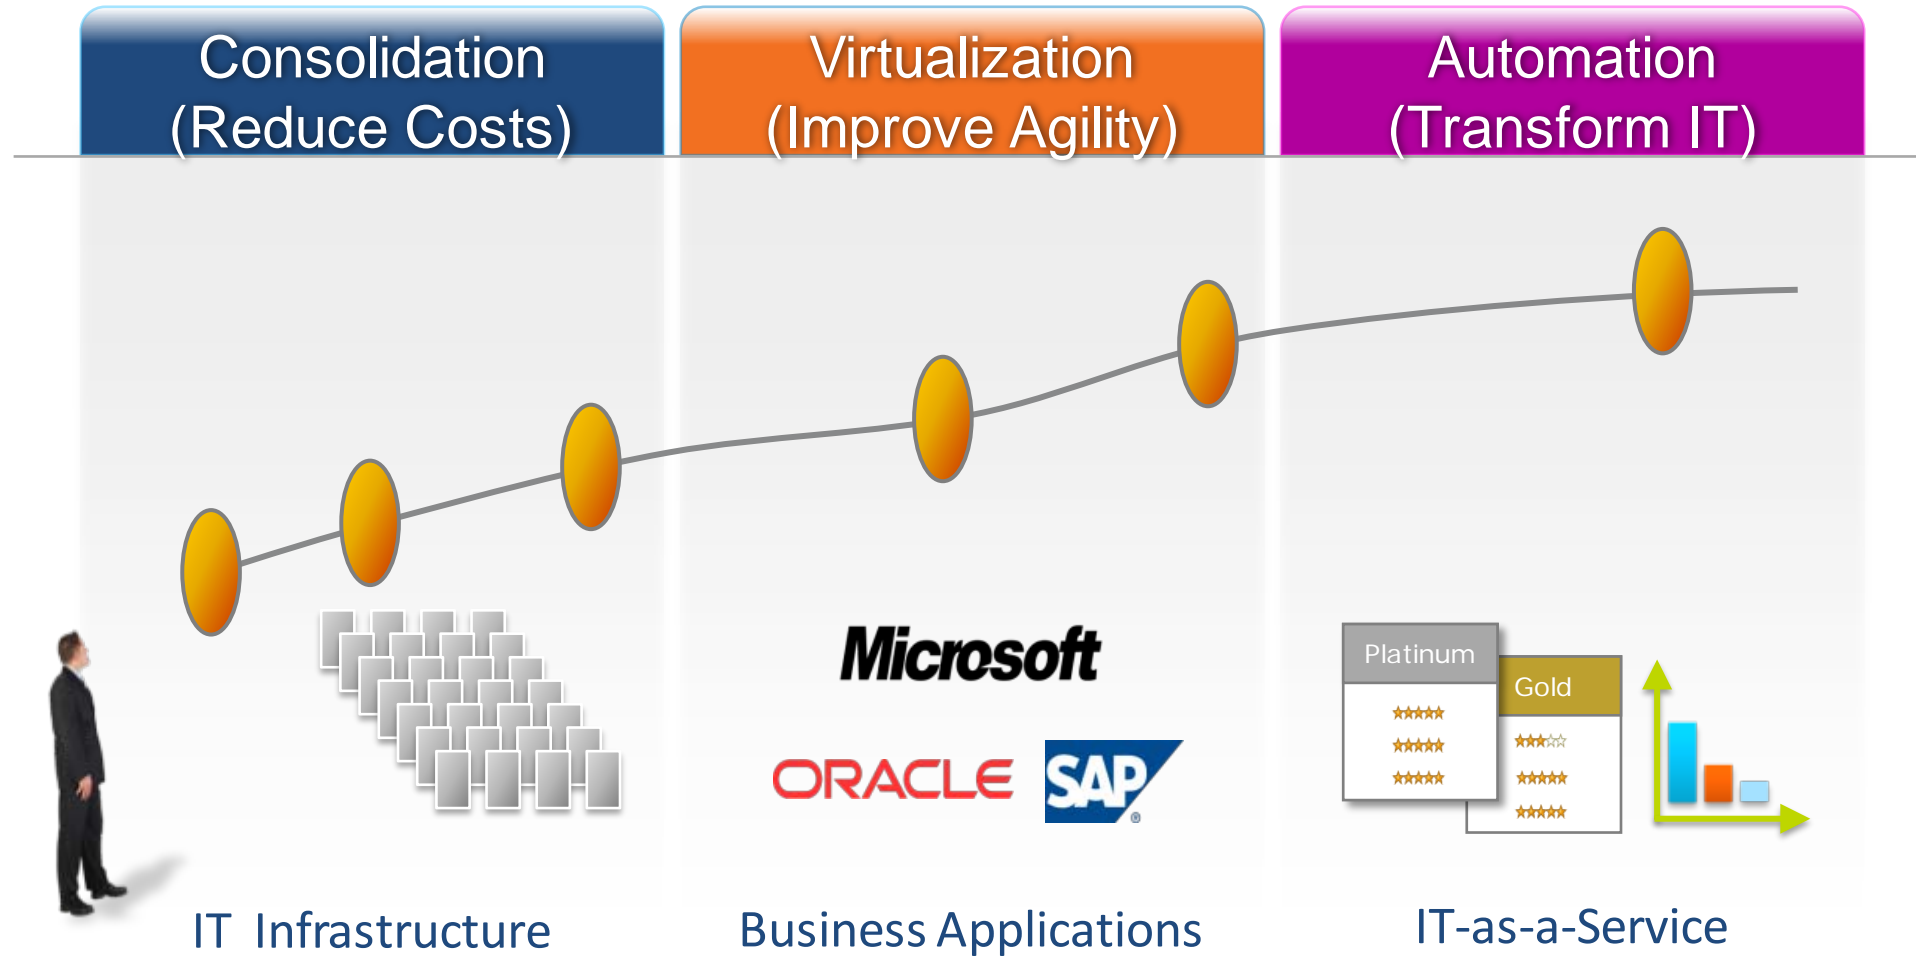 Consolidation
(Reduce Costs)
Virtualization
(Improve Agility)
Automation
(Transform IT)
Microsoft
ORACLE
SAP
®
Platinum
Gold
IT Infrastructure
Business Applications
IT-as-a-Service